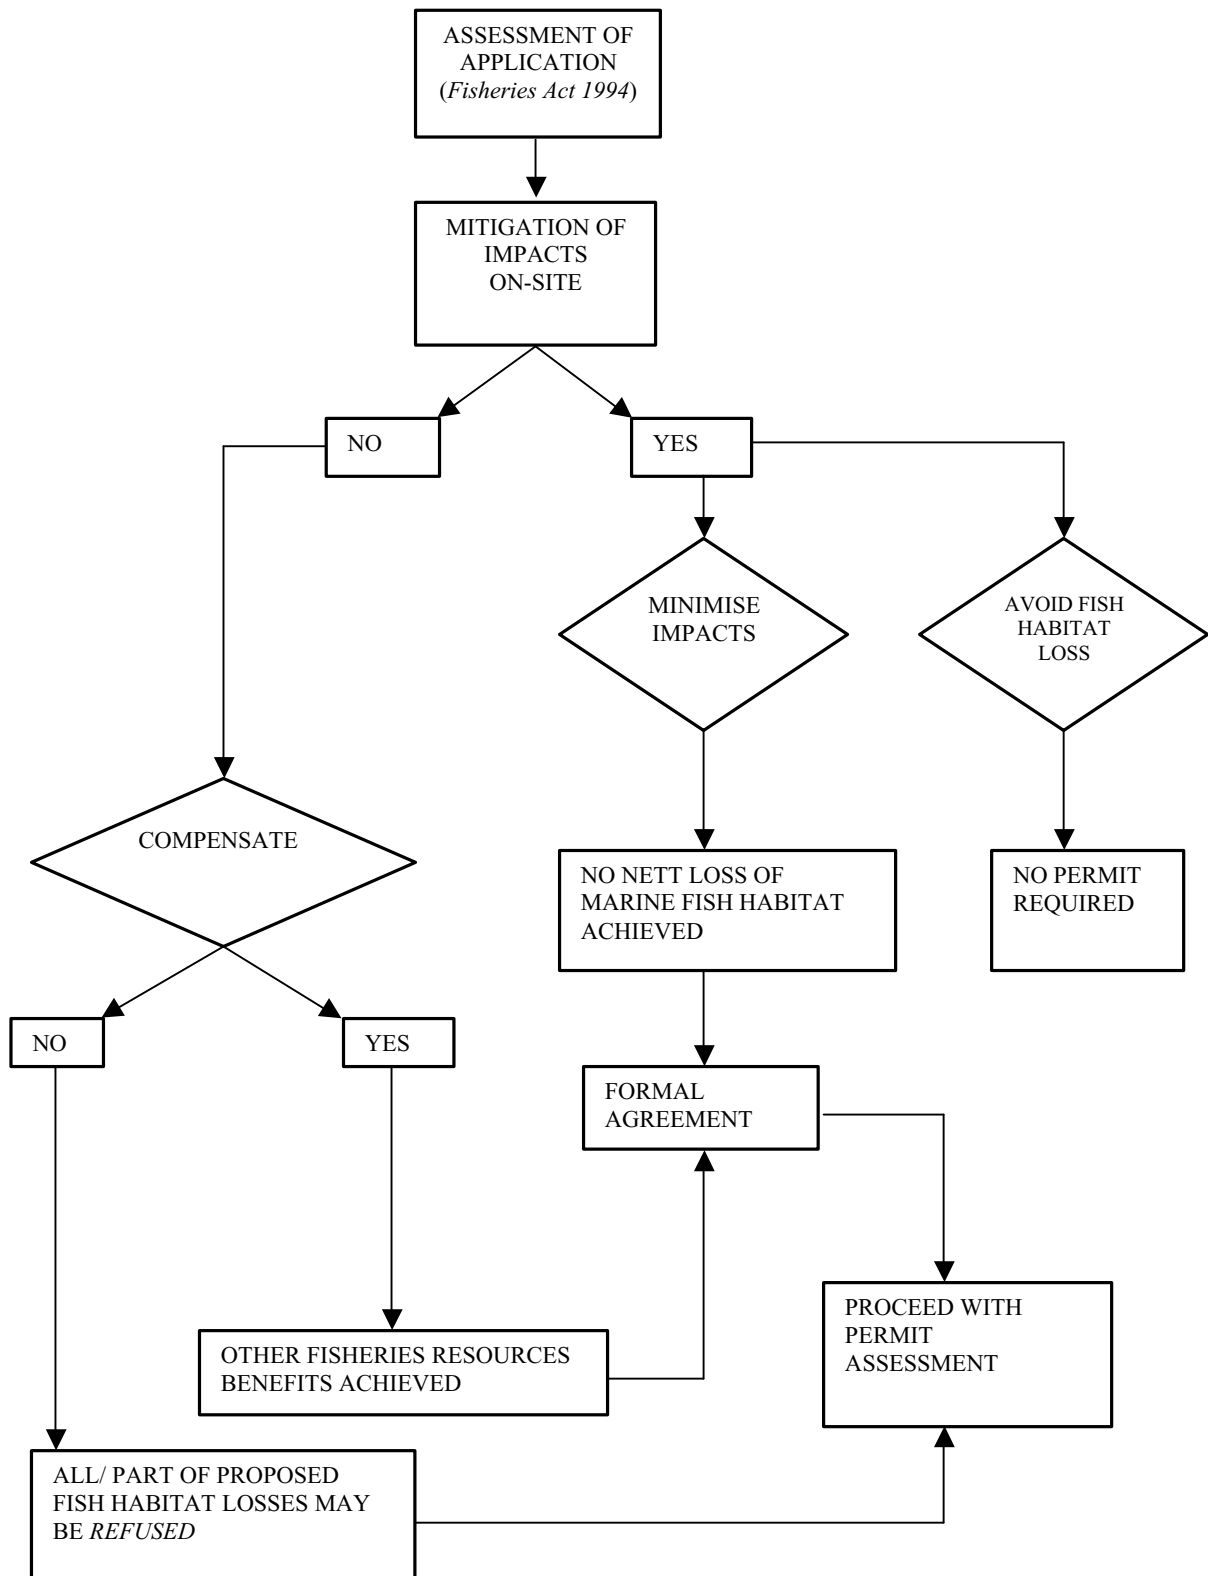 ASSESSMENT OF
APPLICATION
(Fisheries Act 1994)
MITIGATION OF
IMPACTS
ON-SITE
NO
YES
MINIMISE
IMPACTS
AVOID FISH
HABITAT
LOSS
COMPENSATE
NO NETT LOSS OF
MARINE FISH HABITAT
ACHIEVED
NO PERMIT
REQUIRED
NO
YES
FORMAL
AGREEMENT
OTHER FISHERIES RESOURCES
BENEFITS ACHIEVED
PROCEED WITH
PERMIT
ASSESSMENT
ALL/ PART OF PROPOSED
FISH HABITAT LOSSES MAY
BE REFUSED